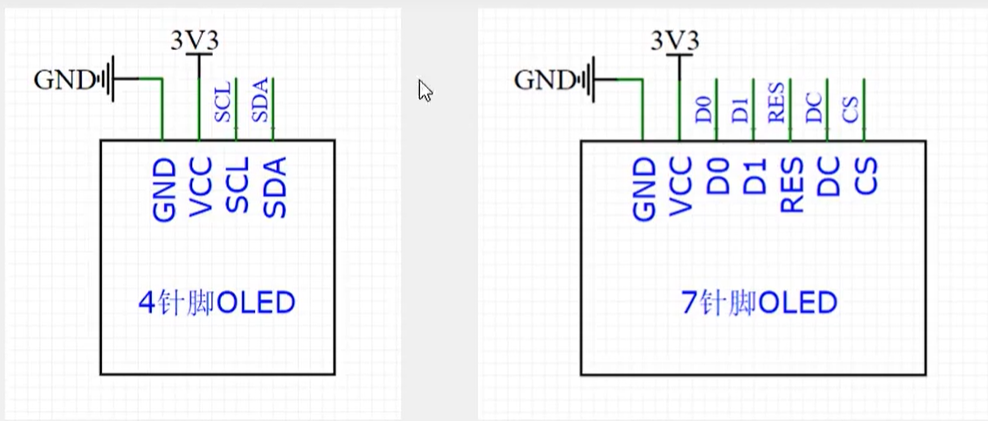 3V3
GND
SCL
SDA
GND
VCC
SCL
SDA
4针脚OLED
3V3
GND
D0
D1
RES
DC
CS
GND
VCC
D0
D1
RES
DC
CS
7针脚OLED